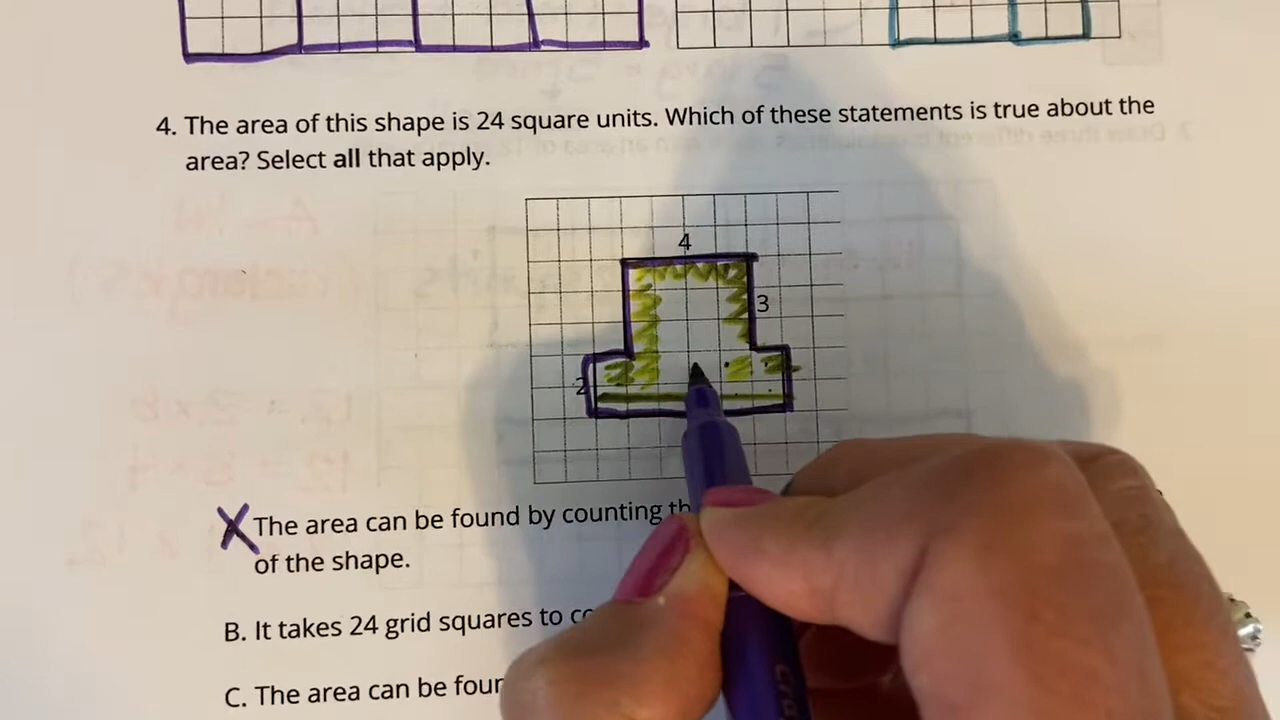 4. The area of this shape is 24 square units. Which of these statements is true about the
area? Select all that apply.
4
3
2
The area can be found by counting th
of the shape.
B. It takes 24 grid squares to
C. The area can be